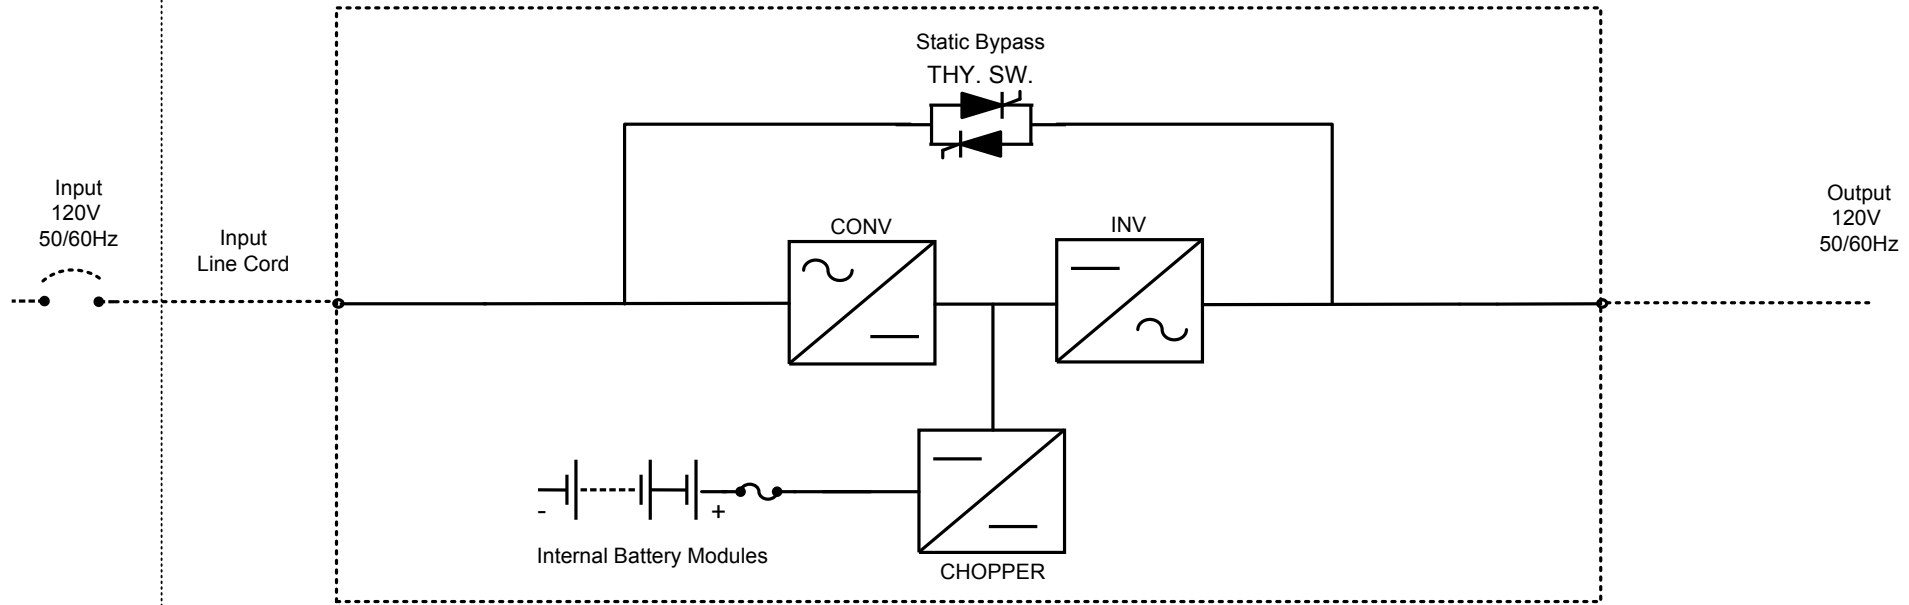 Static Bypass
THY. SW.
Input
120V
50/60Hz
Input
Line Cord
CONV
INV
Output
120V
50/60Hz
-
+
Internal Battery Modules
CHOPPER